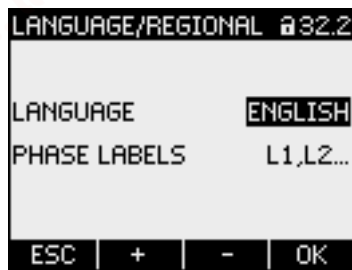 LANGUAGE/REGIONAL 32.2
LANGUAGE ENGLISH
PHASE LABELS L1,L2...
ESC + - OK